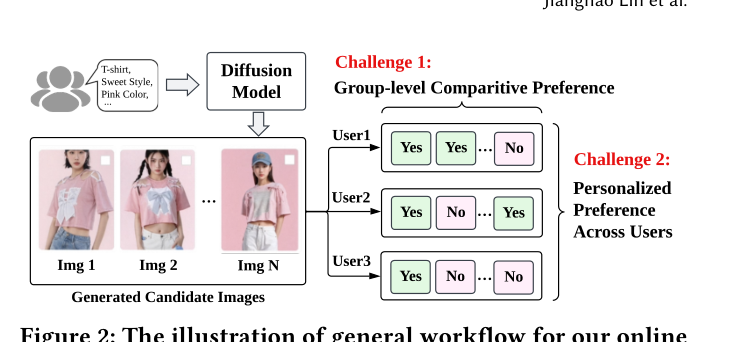 Jianghao Lin et al.
T-shirt,
Sweet Style,
Pink Color,
...
Diffusion
Model
Challenge 1:
Group-level Comparitive Preference
Img 1
Img 2
...
Img N
Generated Candidate Images
User1
Yes
Yes
...
No
User2
Yes
No
...
Yes
User3
Yes
No
...
No
Challenge 2:
Personalized
Preference
Across Users
Figure 2: The illustration of general workflow for our online